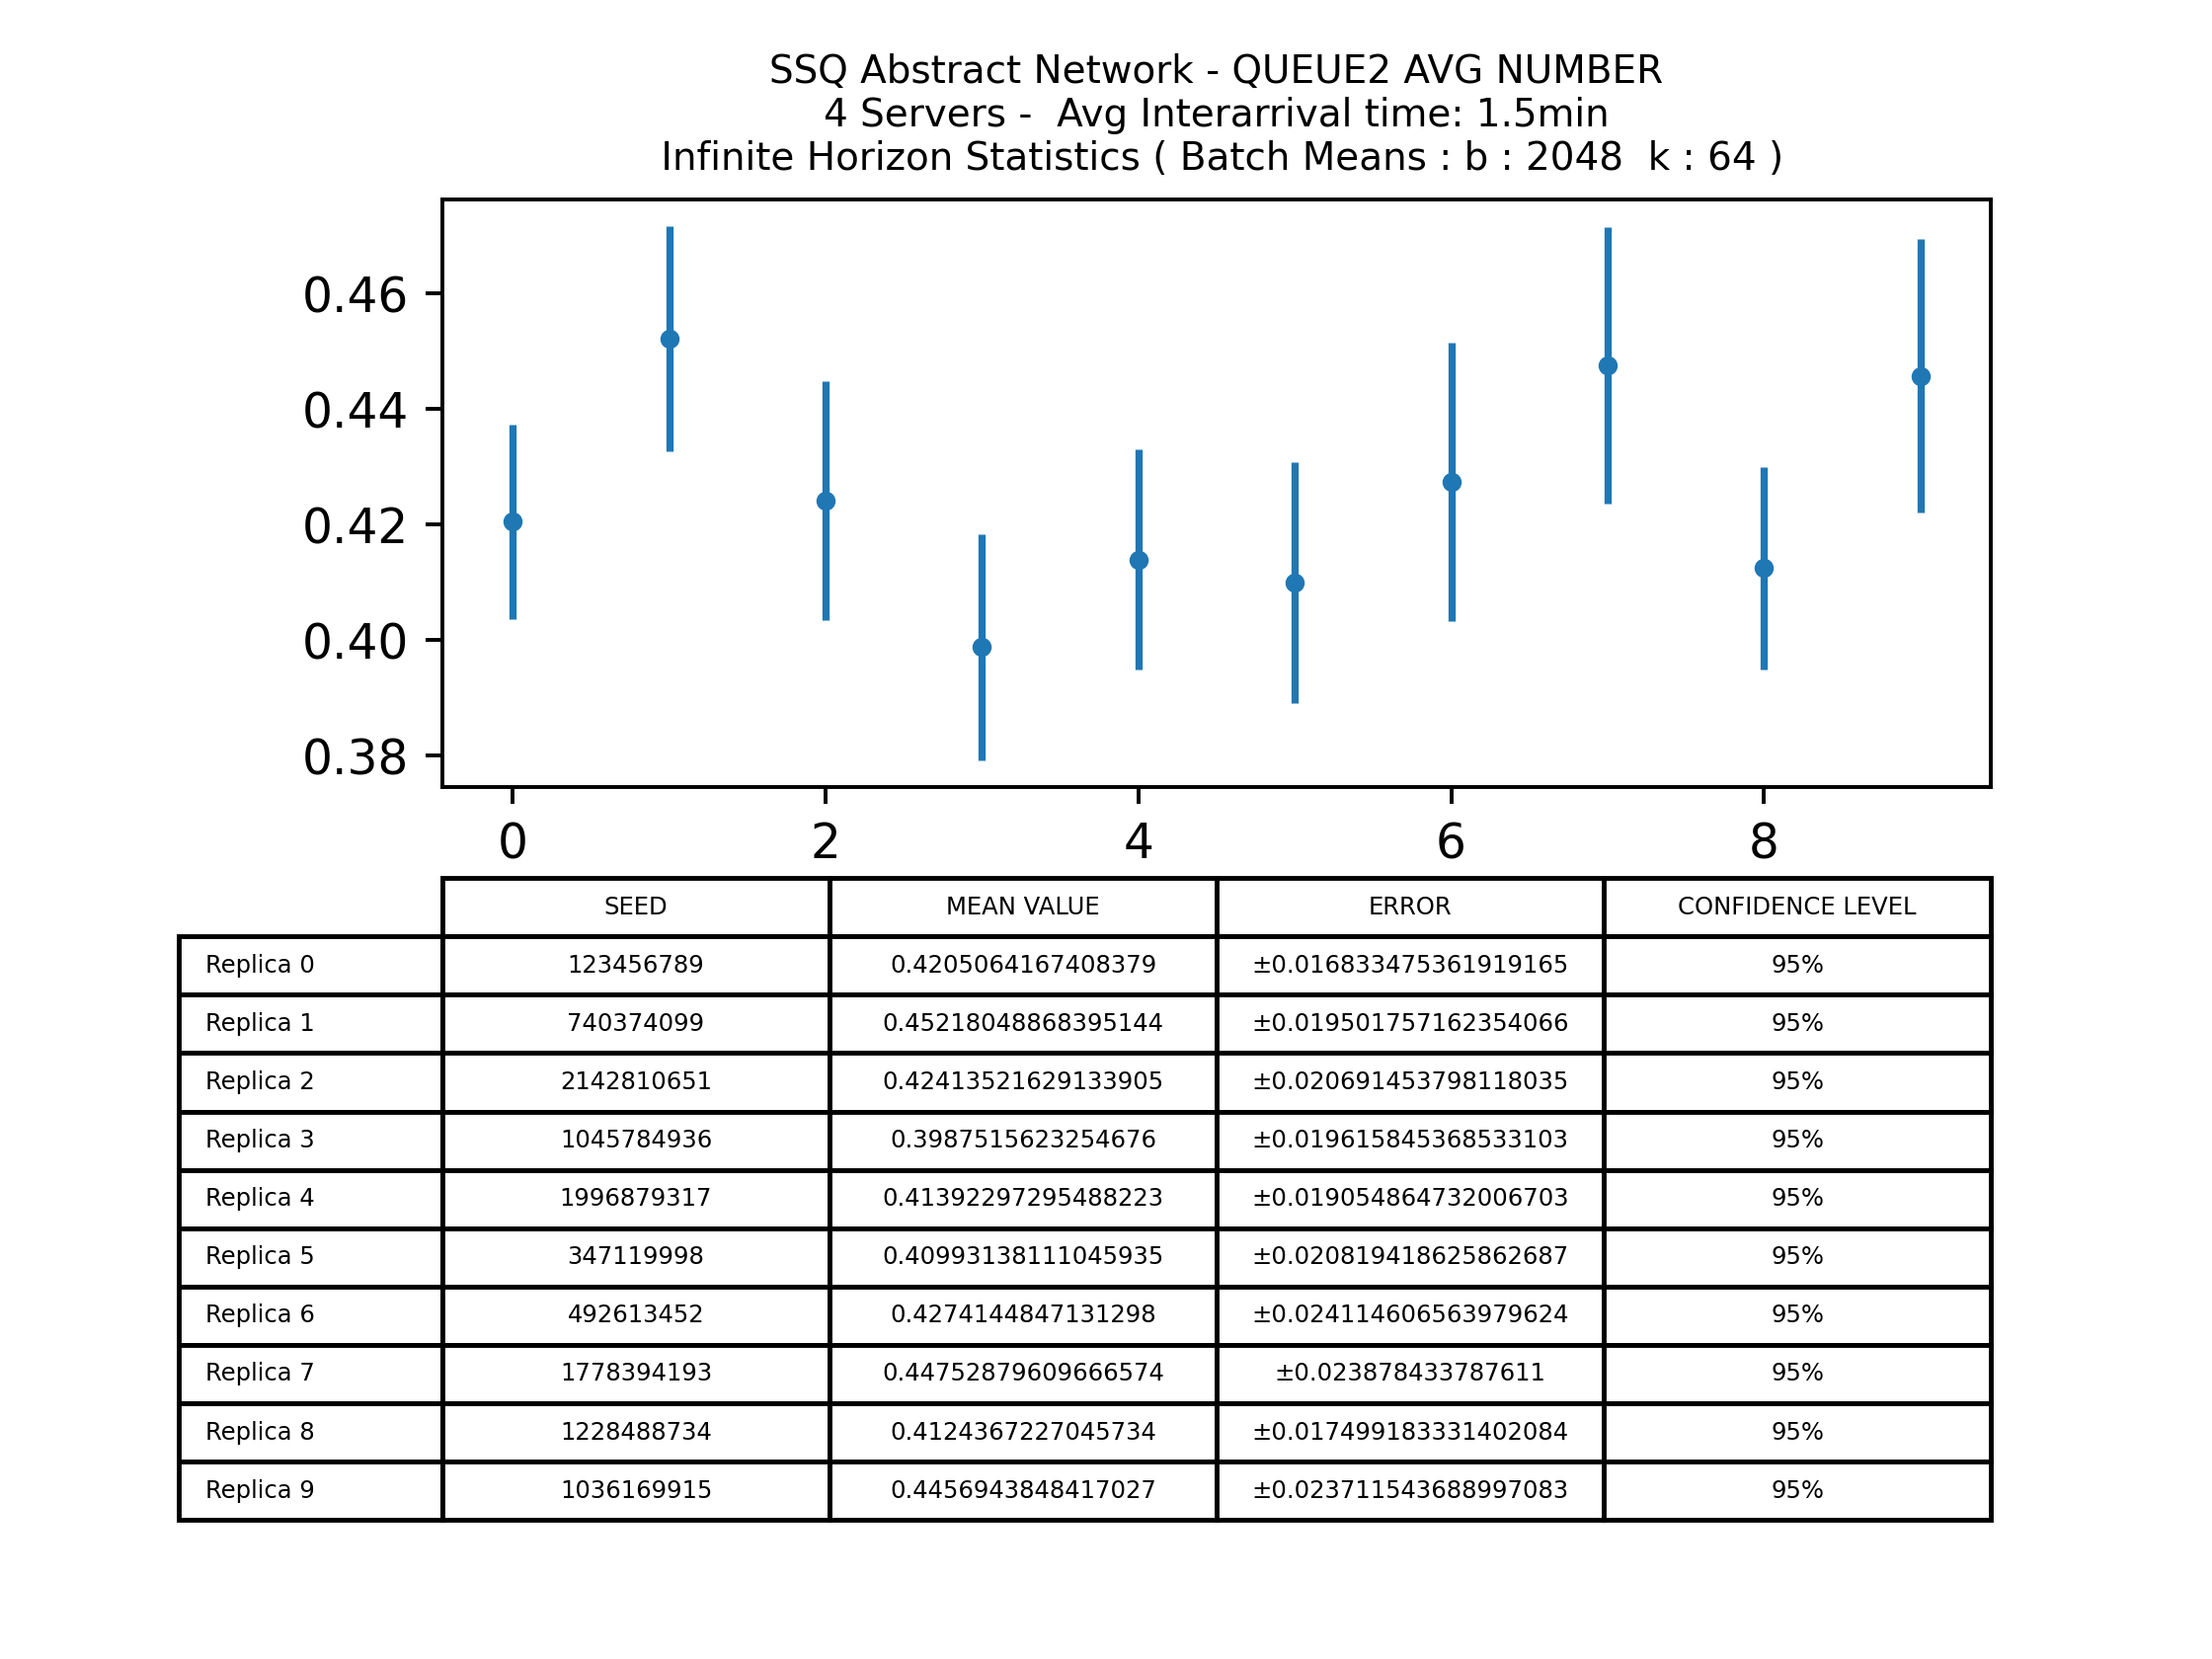 SSQ Abstract Network - QUEUE2 AVG NUMBER
4 Servers -  Avg Interarrival time: 1.5min
Infinite Horizon Statistics ( Batch Means : b : 2048  k : 64 )
0.46
0.44
0.42
0.40
0.38
0 2 4 6 8
SEED MEAN VALUE ERROR CONFIDENCE LEVEL
Replica 0 123456789 0.4205064167408379 ±0.016833475361919165 95%
Replica 1 740374099 0.45218048868395144 ±0.019501757162354066 95%
Replica 2 2142810651 0.42413521629133905 ±0.020691453798118035 95%
Replica 3 1045784936 0.3987515623254676 ±0.019615845368533103 95%
Replica 4 1996879317 0.41392297295488223 ±0.019054864732006703 95%
Replica 5 347119998 0.40993138111045935 ±0.020819418625862687 95%
Replica 6 492613452 0.4274144847131298 ±0.024114606563979624 95%
Replica 7 1778394193 0.44752879609666574 ±0.023878433787611 95%
Replica 8 1228488734 0.4124367227045734 ±0.017499183331402084 95%
Replica 9 1036169915 0.4456943848417027 ±0.023711543688997083 95%